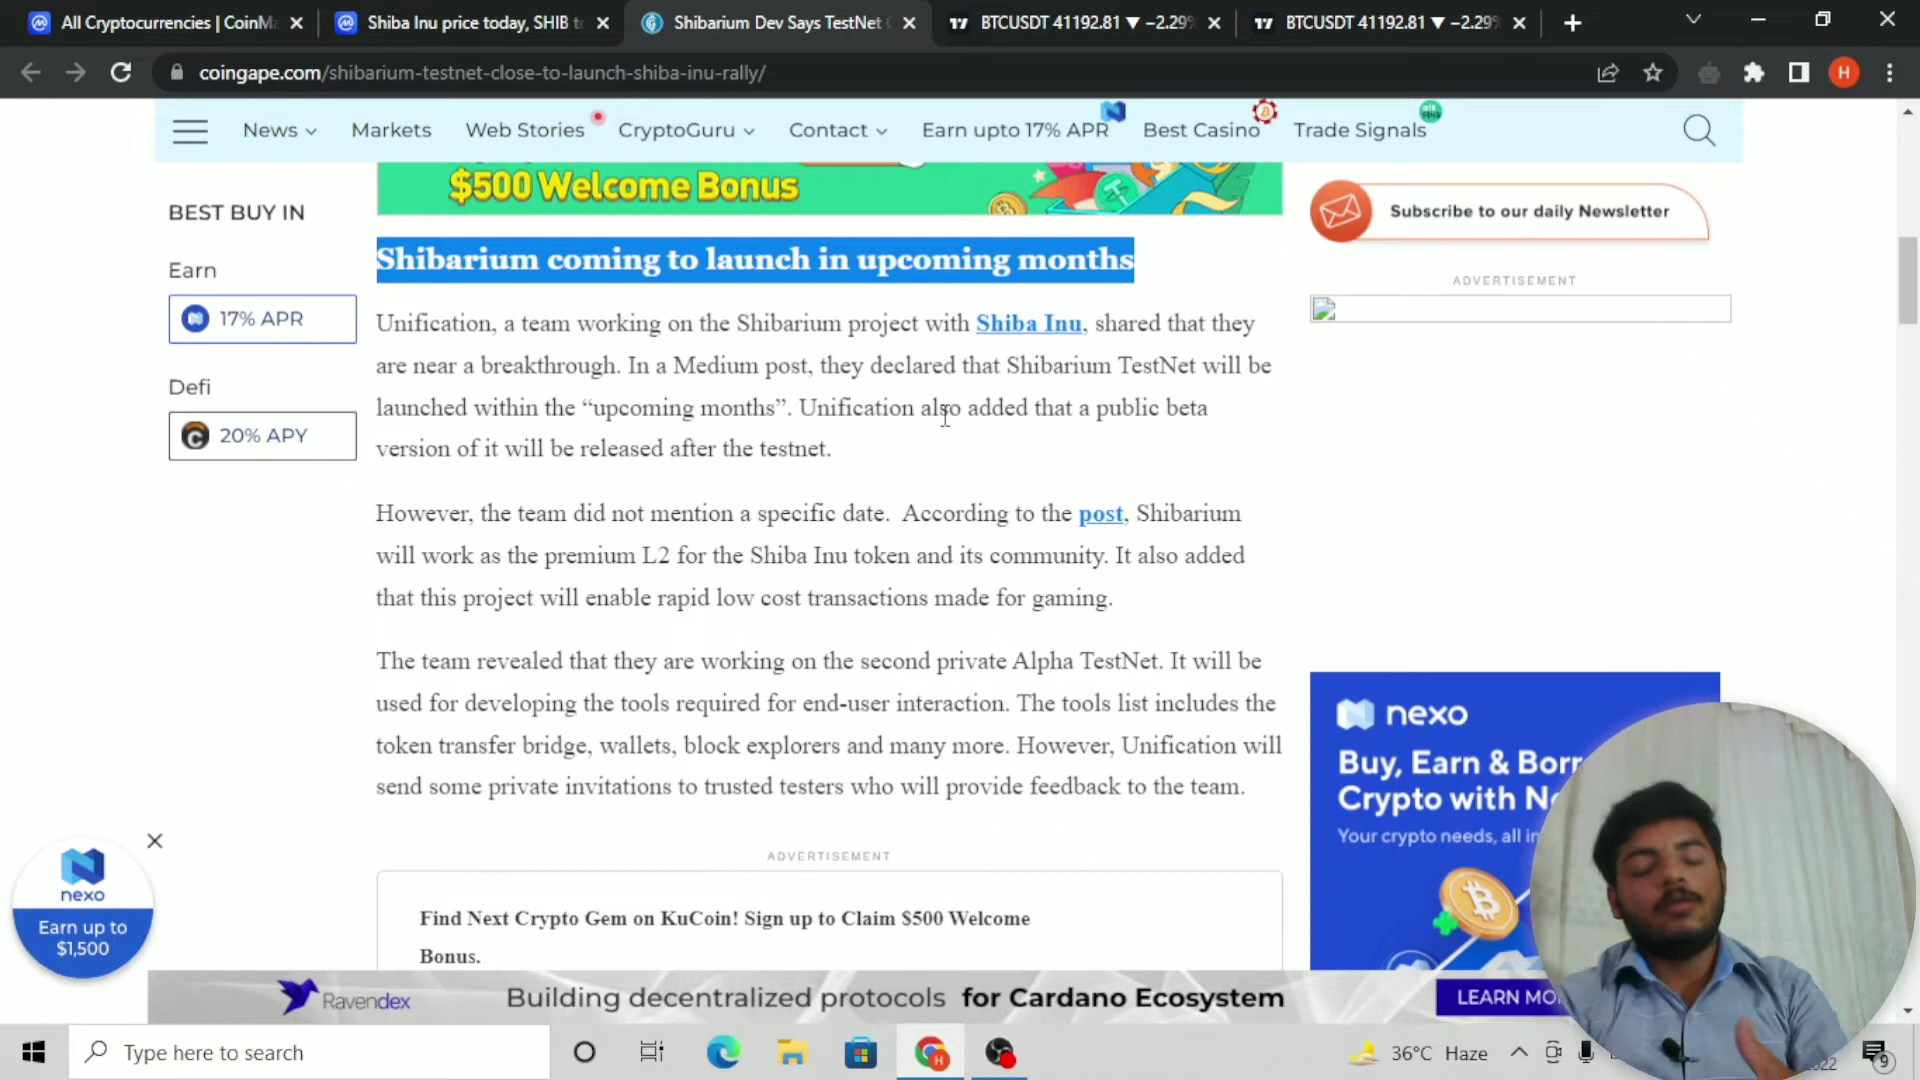 All Cryptocurrencies | CoinMa
Shiba Inu price today, SHIB to
Shibarium Dev Says TestNet C
BTCUSDT 41192.81 ▼ −2.29%
BTCUSDT 41192.81 ▼ −2.29%
coingape.com/shibarium-testnet-close-to-launch-shiba-inu-rally/
H
News
Markets
Web Stories
CryptoGuru
Contact
Earn upto 17% APR
Best Casino
Trade Signals
$500 Welcome Bonus
BEST BUY IN
Earn
17% APR
Defi
20% APY
Shibarium coming to launch in upcoming months
Unification, a team working on the Shibarium project with Shiba Inu, shared that they
are near a breakthrough. In a Medium post, they declared that Shibarium TestNet will be
launched within the “upcoming months”. Unification also added that a public beta
version of it will be released after the testnet.
However, the team did not mention a specific date.  According to the post, Shibarium
will work as the premium L2 for the Shiba Inu token and its community. It also added
that this project will enable rapid low cost transactions made for gaming.
The team revealed that they are working on the second private Alpha TestNet. It will be
used for developing the tools required for end-user interaction. The tools list includes the
token transfer bridge, wallets, block explorers and many more. However, Unification will
send some private invitations to trusted testers who will provide feedback to the team.
ADVERTISEMENT
Find Next Crypto Gem on KuCoin! Sign up to Claim $500 Welcome
Bonus.
Subscribe to our daily Newsletter
ADVERTISEMENT
nexo
Buy, Earn & Borr
Crypto with N
Your crypto needs, all in
nexo
Earn up to
$1,500
Ravendex
Building decentralized protocols for Cardano Ecosystem
LEARN MO
Type here to search
H
36°C Haze
2022
9